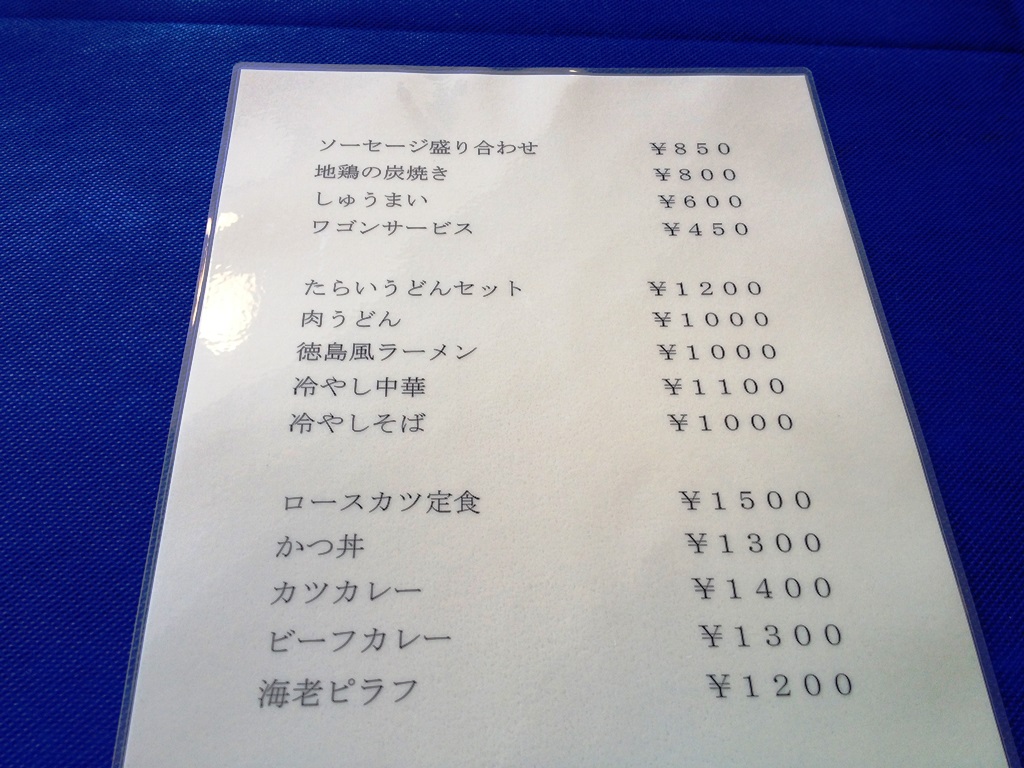 ソーセージ盛り合わせ ￥８５０
地鶏の炭焼き ￥８００
しゅうまい ￥６００
ワゴンサービス ￥４５０
たらいうどんセット ￥１２００
肉うどん ￥１０００
徳島風ラーメン ￥１０００
冷やし中華 ￥１１００
冷やしそば ￥１０００
ロースカツ定食 ￥１５００
かつ丼 ￥１３００
カツカレー ￥１４００
ビーフカレー ￥１３００
海老ピラフ ￥１２００